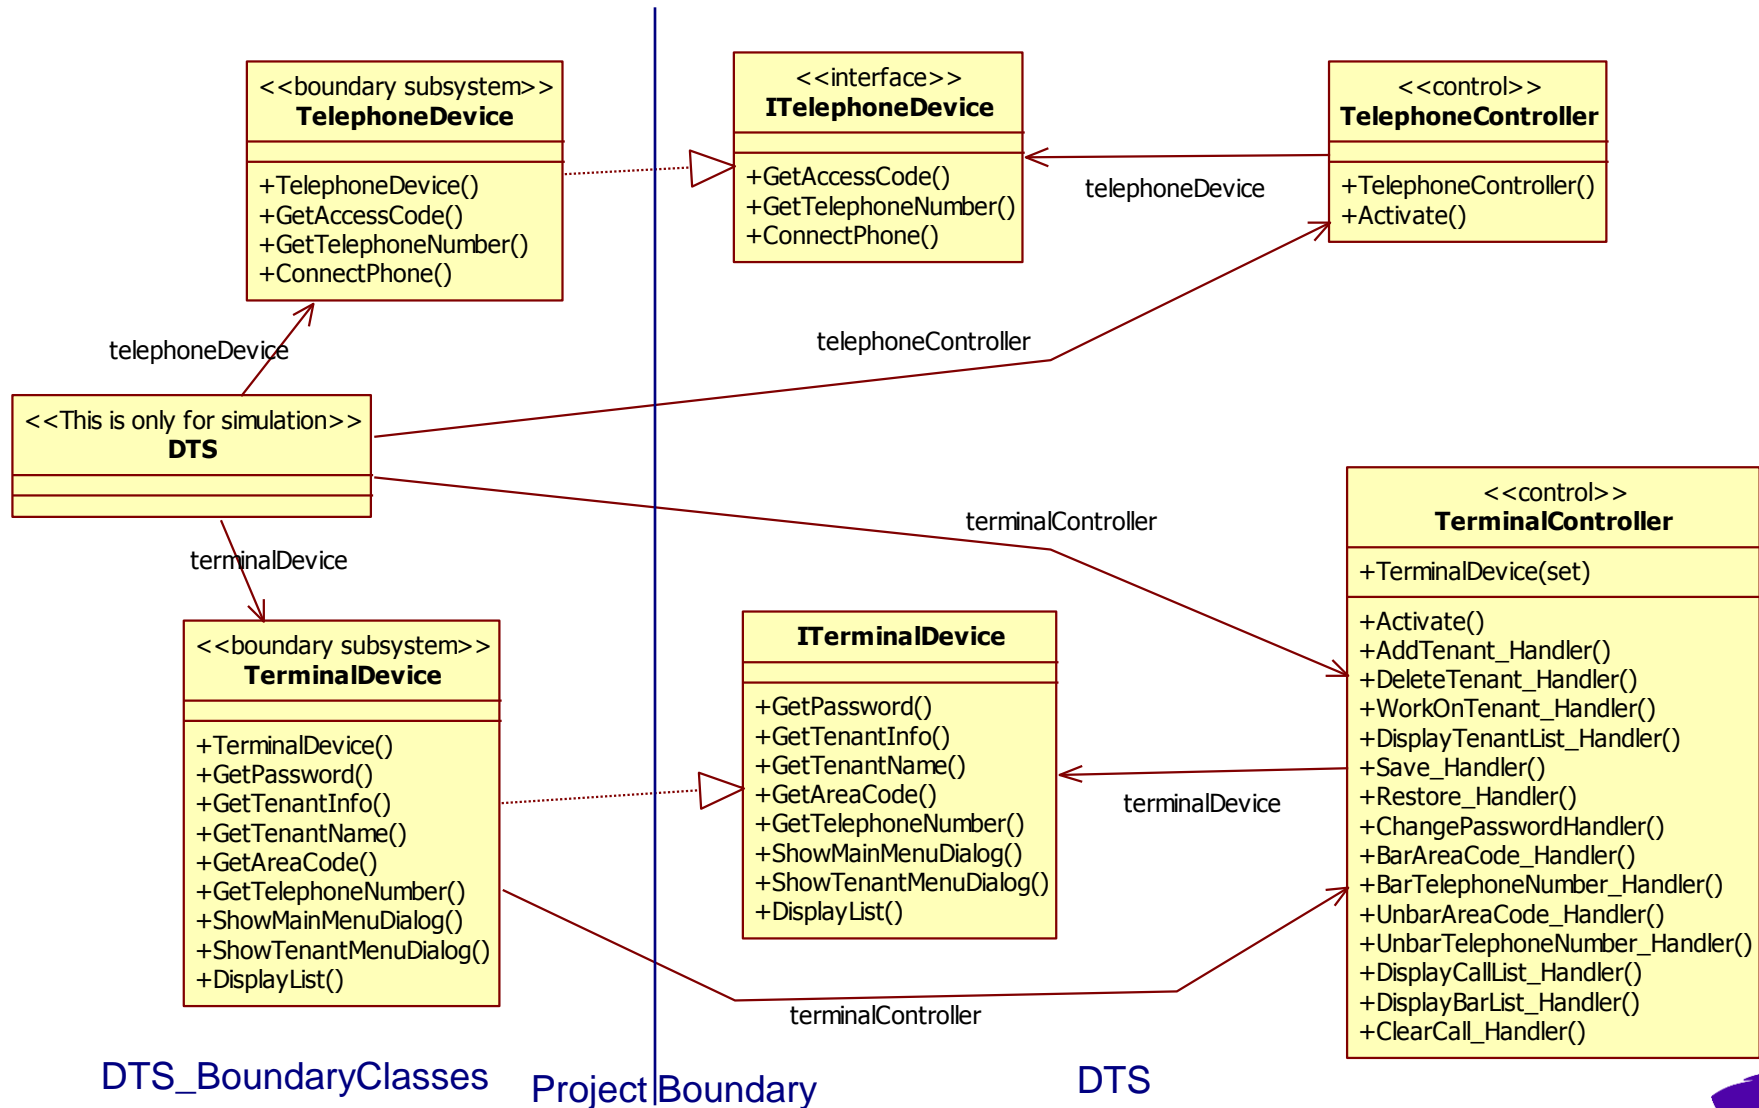 <<boundary subsystem>>
TelephoneDevice
+TelephoneDevice()
+GetAccessCode()
+GetTelephoneNumber()
+ConnectPhone()
<<interface>>
ITelephoneDevice
+GetAccessCode()
+GetTelephoneNumber()
+ConnectPhone()
telephoneDevice
<<control>>
TelephoneController
+TelephoneController()
+Activate()
telephoneDevice
telephoneController
<<This is only for simulation>>
DTS
terminalController
terminalDevice
<<boundary subsystem>>
TerminalDevice
+TerminalDevice()
+GetPassword()
+GetTenantInfo()
+GetTenantName()
+GetAreaCode()
+GetTelephoneNumber()
+ShowMainMenuDialog()
+ShowTenantMenuDialog()
+DisplayList()
ITerminalDevice
+GetPassword()
+GetTenantInfo()
+GetTenantName()
+GetAreaCode()
+GetTelephoneNumber()
+ShowMainMenuDialog()
+ShowTenantMenuDialog()
+DisplayList()
terminalDevice
<<control>>
TerminalController
+TerminalDevice(set)
+Activate()
+AddTenant_Handler()
+DeleteTenant_Handler()
+WorkOnTenant_Handler()
+DisplayTenantList_Handler()
+Save_Handler()
+Restore_Handler()
+ChangePasswordHandler()
+BarAreaCode_Handler()
+BarTelephoneNumber_Handler()
+UnbarAreaCode_Handler()
+UnbarTelephoneNumber_Handler()
+DisplayCallList_Handler()
+DisplayBarList_Handler()
+ClearCall_Handler()
terminalController
DTS_BoundaryClasses
Project Boundary
DTS